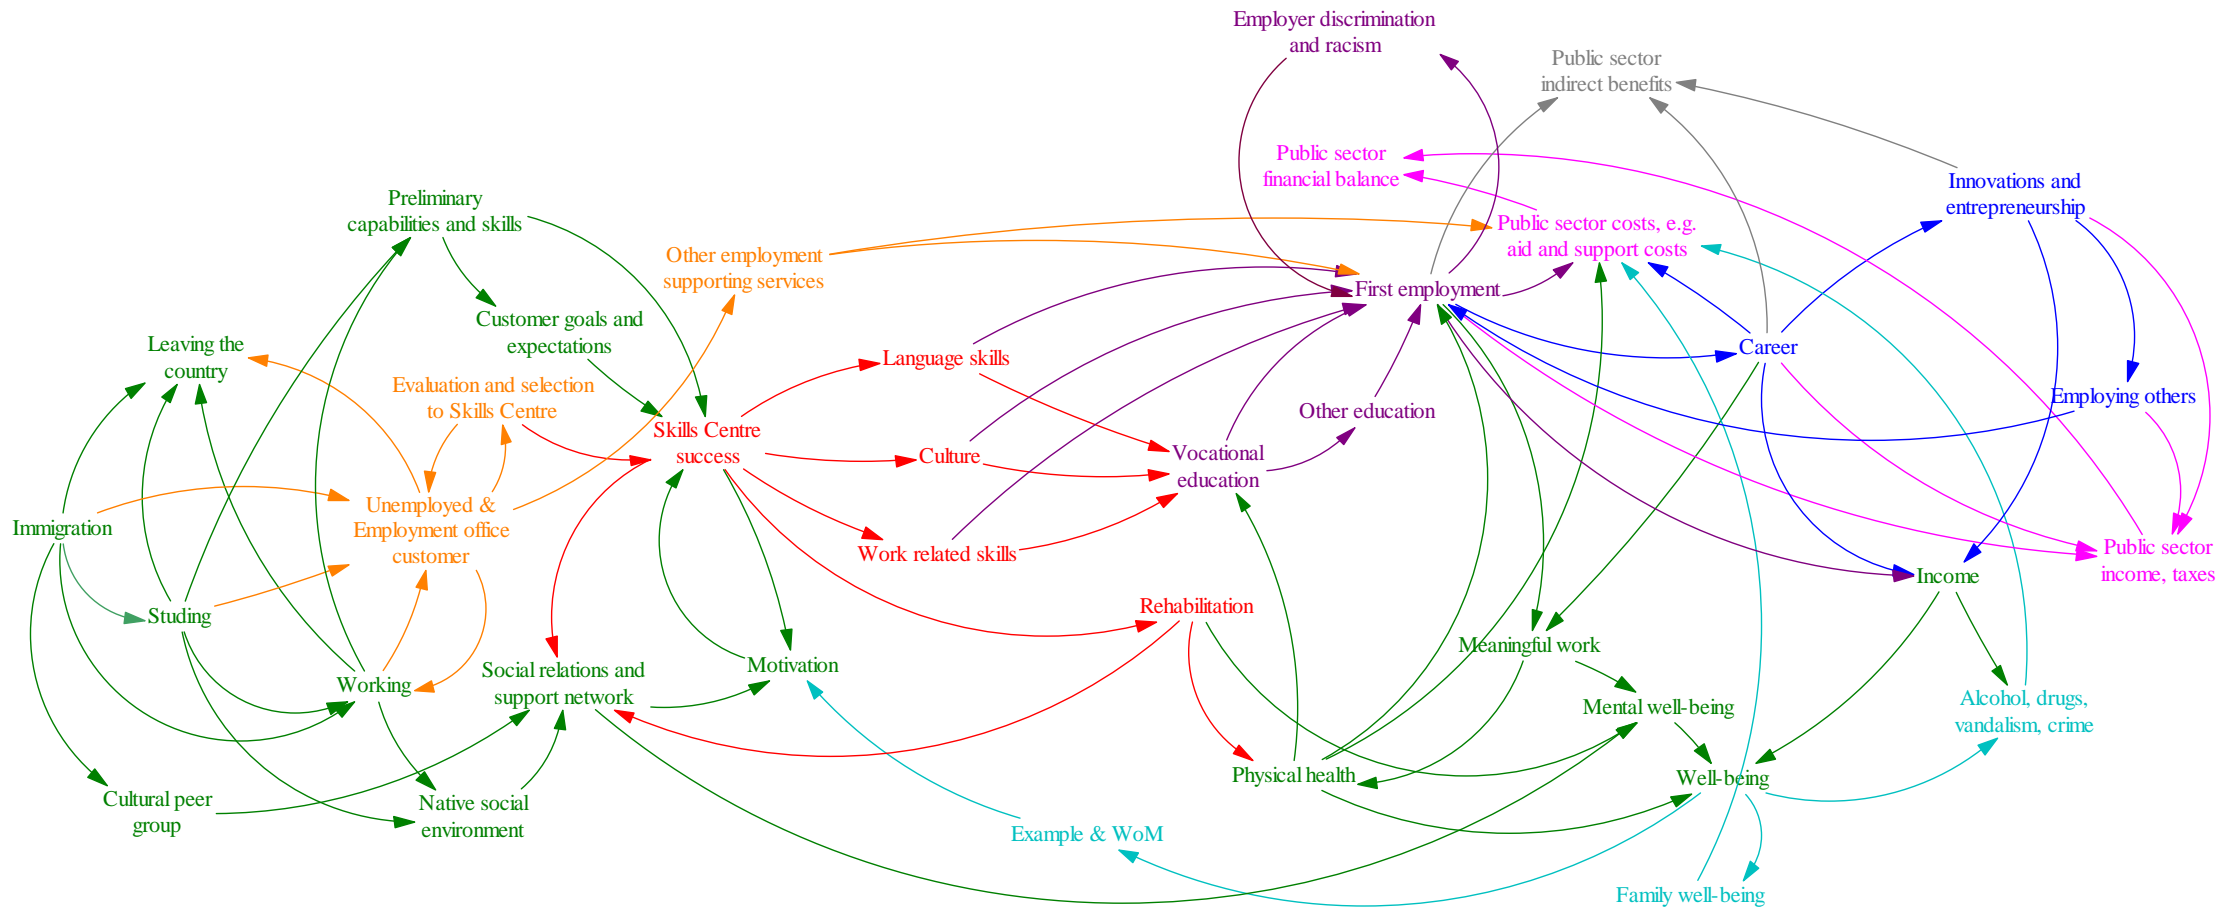 Employer discrimination
and racism
Public sector
indirect benefits
Public sector
financial balance
Innovations and
entrepreneurship
Preliminary
capabilities and skills
Public sector costs, e.g.
aid and support costs
Other employment
supporting services
First employment
Customer goals and
expectations
Leaving the
country
Career
Language skills
Evaluation and selection
to Skills Centre
Employing others
Other education
Skills Centre
success
Culture
Vocational
education
Unemployed &
Employment office
customer
Immigration
Work related skills
Public sector
income, taxes
Income
Studing
Rehabilitation
Meaningful work
Social relations and
support network
Motivation
Working
Mental well-being
Alcohol, drugs,
vandalism, crime
Physical health
Well-being
Cultural peer
group
Native social
environment
Example & WoM
Family well-being